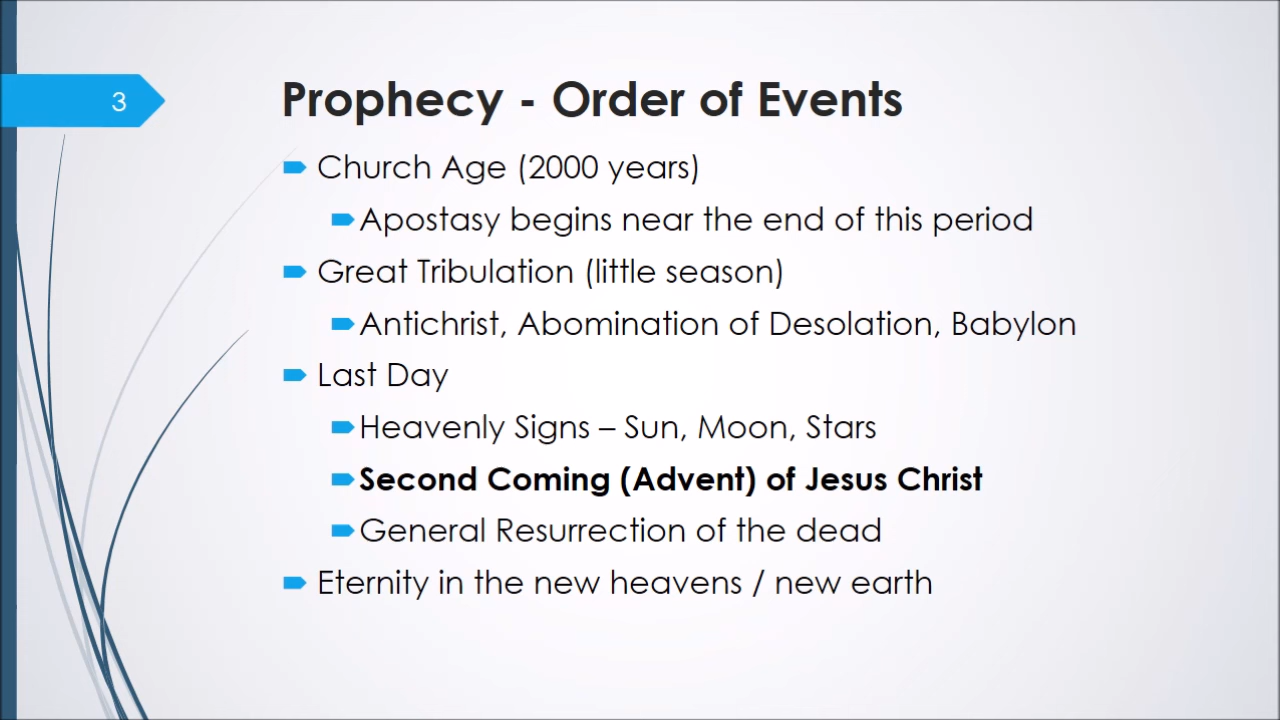 3
Prophecy - Order of Events
Church Age (2000 years)
Apostasy begins near the end of this period
Great Tribulation (little season)
Antichrist, Abomination of Desolation, Babylon
Last Day
Heavenly Signs – Sun, Moon, Stars
Second Coming (Advent) of Jesus Christ
General Resurrection of the dead
Eternity in the new heavens / new earth